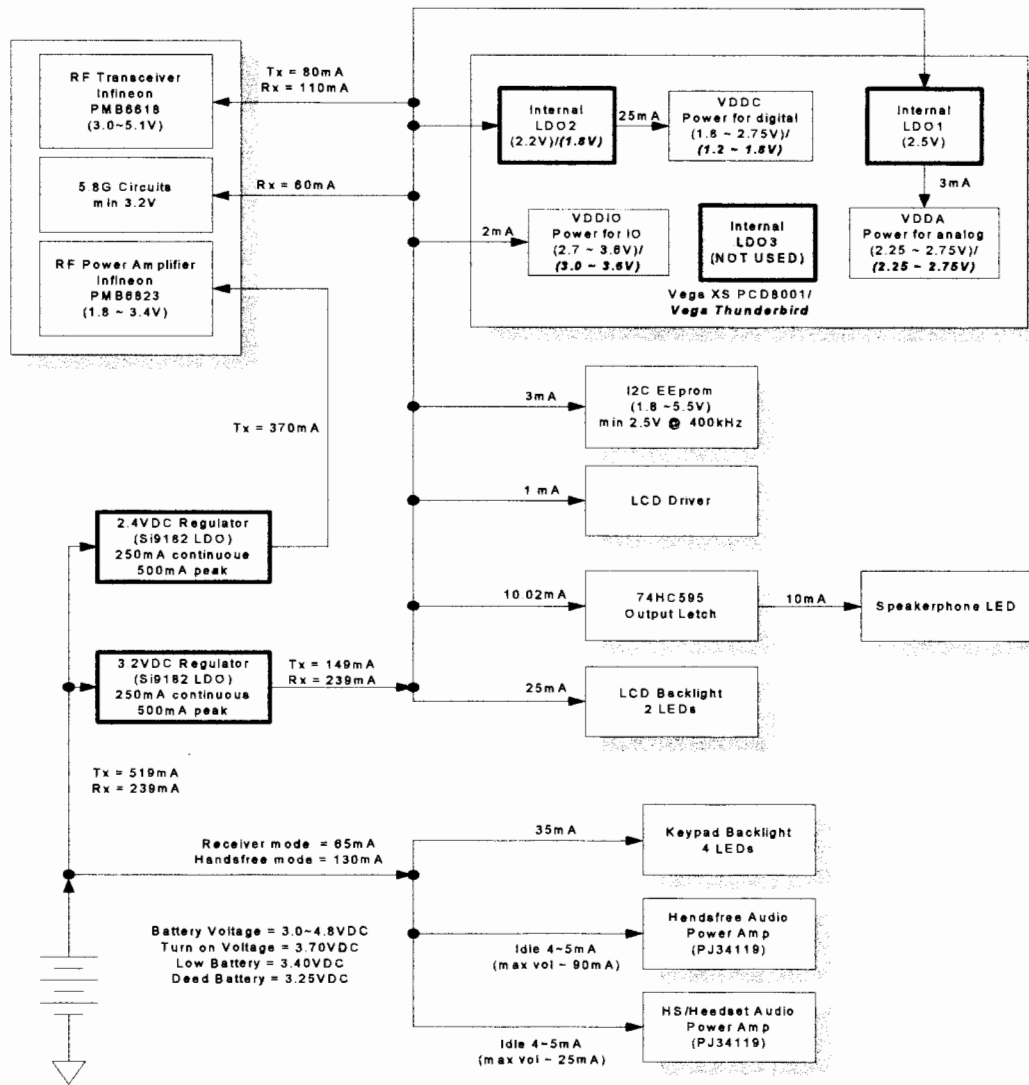 RF Transceiver
Infineon
PMB6618
(3.0~5.1V)
Tx = 80mA
Rx = 110mA
5.8G Circuits
min 3.2V
Rx = 60mA
RF Power Amplifier
Infineon
PMB6823
(1.8 ~ 3.4V)
Internal
LDO2
(2.2V)/(1.8V)
25mA
VDDC
Power for digital
(1.8 ~ 2.75V)/
(1.2 ~ 1.8V)
Internal
LDO1
(2.5V)
3mA
2mA
VDDIO
Power for IO
(2.7 ~ 3.6V)/
(3.0 ~ 3.6V)
Internal
LDO3
(NOT USED)
VDDA
Power for analog
(2.25 ~ 2.75V)/
(2.25 ~ 2.75V)
Vega XS PCD8001/
Vega Thunderbird
Tx = 370mA
3mA
I2C EEprom
(1.8 ~5.5V)
min 2.5V @ 400kHz
1 mA
LCD Driver
2.4VDC Regulator
(Si9182 LDO)
250mA continuous
500mA peak
10.02mA
74HC595
Output Letch
10mA
Speakerphone LED
3.2VDC Regulator
(Si9182 LDO)
250mA continuous
500mA peak
Tx = 149mA
Rx = 239mA
25mA
LCD Backlight
2 LEDs
Tx = 519mA
Rx = 239mA
Receiver mode = 65mA
Handsfree mode = 130mA
35mA
Keypad Backlight
4 LEDs
Battery Voltage = 3.0~4.8VDC
Turn on Voltage = 3.70VDC
Low Battery = 3.40VDC
Deed Battery = 3.25VDC
Idle 4~5mA
(max vol ~ 90mA)
Hendsfree Audio
Power Amp
(PJ34119)
Idle 4~5mA
(max vol ~ 25mA)
HS/Headset Audio
Power Amp
(PJ34119)